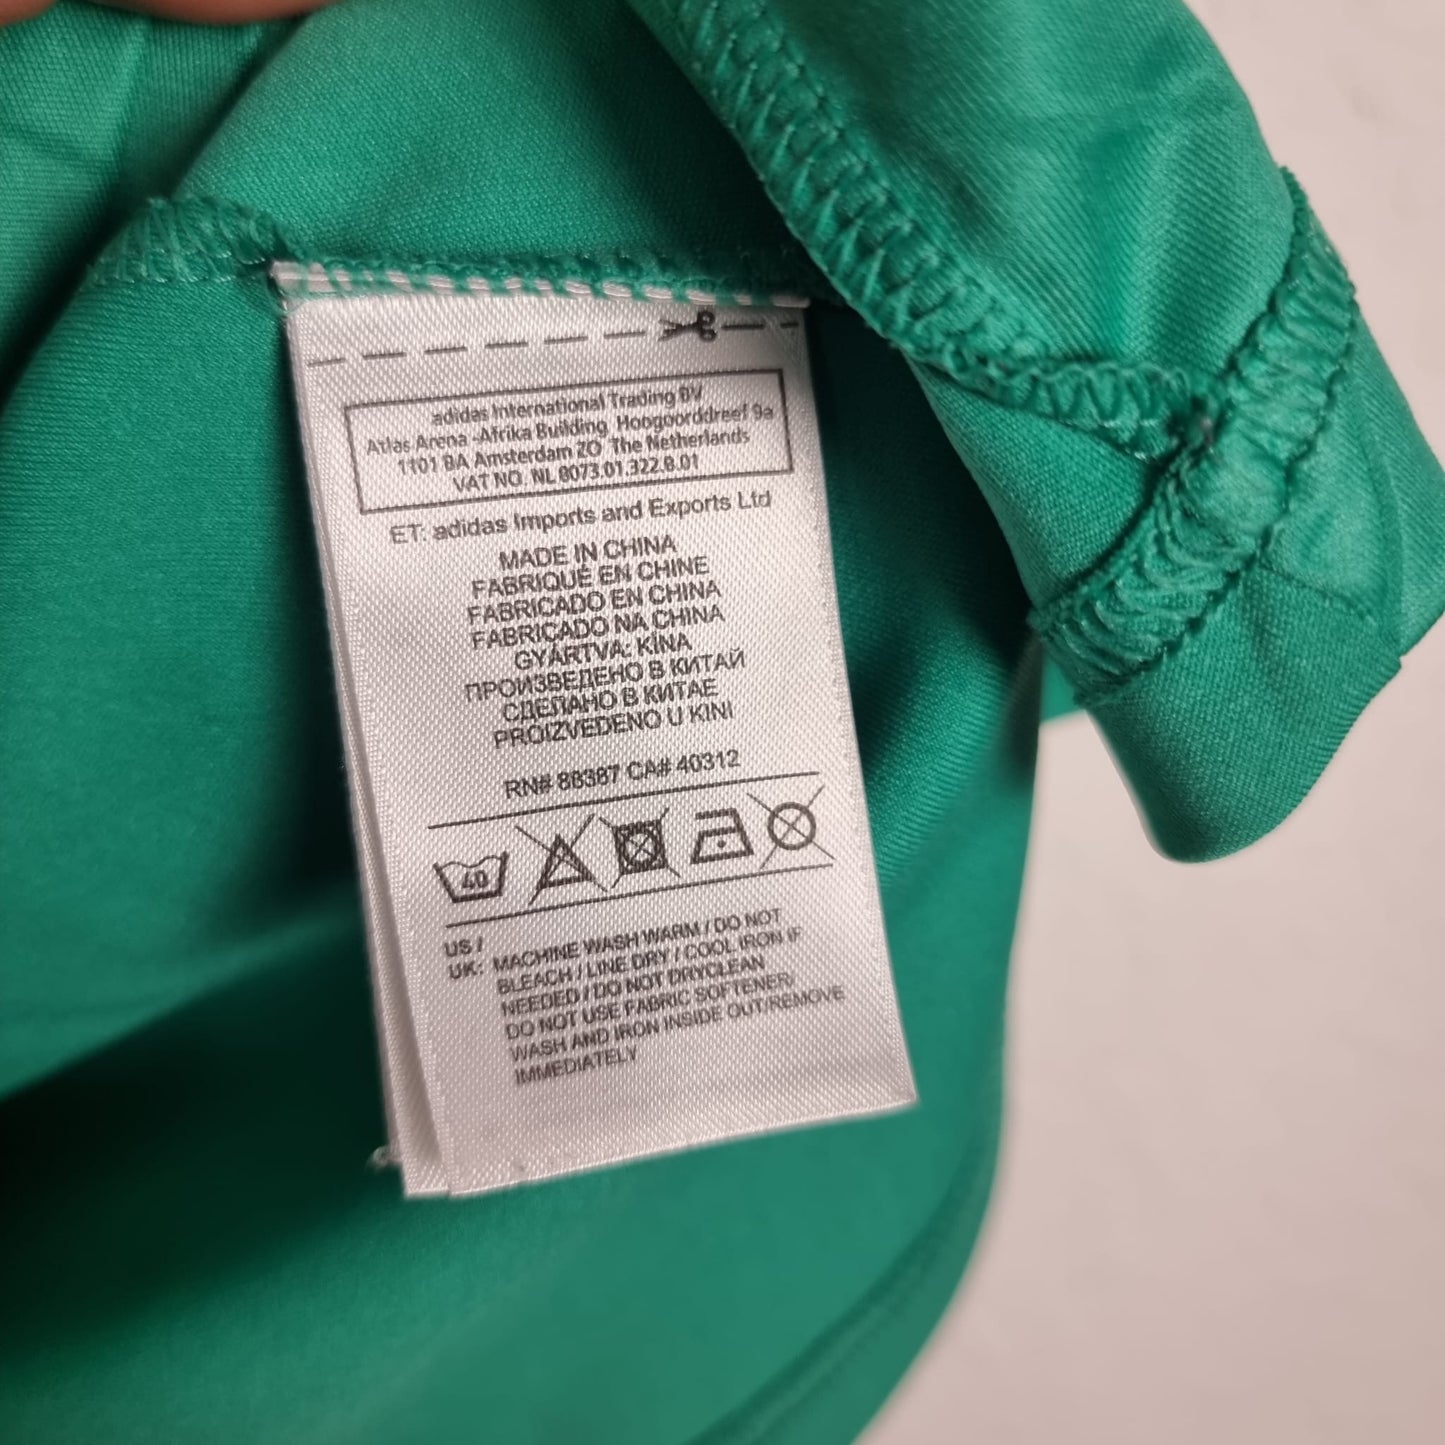 adidas International Trading BV
Atlas Arena -Afrika Building Hoogoorddreef 9a
1101 BA Amsterdam ZO The Netherlands
VAT NO. NL 8073.01.322.B.01
ET: adidas Imports and Exports Ltd
MADE IN CHINA
FABRIQUÉ EN CHINE
FABRICADO EN CHINA
FABRICADO NA CHINA
GYÁRTVA: KÍNA
ПРОИЗВЕДЕНО В КИТАЙ
СДЕЛАНО В КИТАЕ
PROIZVEDENO U KINI
RN# 88387 CA# 40312
40
US /
UK: MACHINE WASH WARM / DO NOT
BLEACH / LINE DRY / COOL IRON IF
NEEDED / DO NOT DRYCLEAN
DO NOT USE FABRIC SOFTENER/
WASH AND IRON INSIDE OUT/REMOVE
IMMEDIATELY